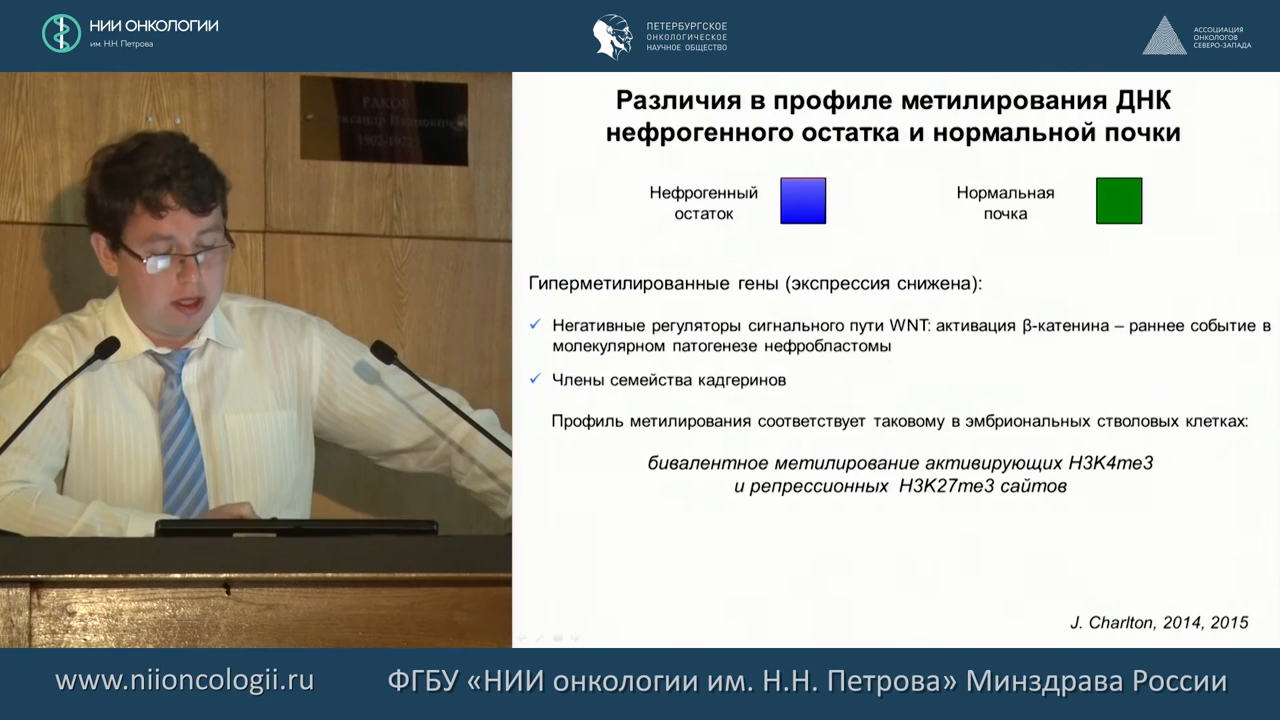 НИИ ОНКОЛОГИИ
им. Н.Н. Петрова
ПЕТЕРБУРГСКОЕ
ОНКОЛОГИЧЕСКОЕ
НАУЧНОЕ ОБЩЕСТВО
АССОЦИАЦИЯ
ОНКОЛОГОВ
СЕВЕРО-ЗАПАДА
РАКОВ
1902-1972
Различия в профиле метилирования ДНК
нефрогенного остатка и нормальной почки
Нефрогенный
остаток
Нормальная
почка
Гиперметилированные гены (экспрессия снижена):
✓ Негативные регуляторы сигнального пути WNT: активация β-катенина – раннее событие в
молекулярном патогенезе нефробластомы
✓ Члены семейства кадгеринов
Профиль метилирования соответствует таковому в эмбриональных стволовых клетках:
бивалентное метилирование активирующих H3K4me3
и репрессионных H3K27me3 сайтов
J. Charlton, 2014, 2015
www.niioncologii.ru
ФГБУ «НИИ онкологии им. Н.Н. Петрова» Минздрава России